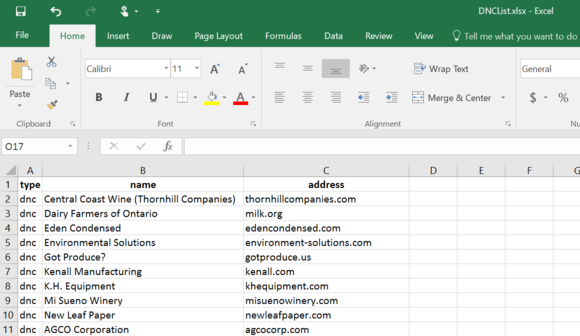 DNCList.xlsx - Excel
File Home Insert Draw Page Layout Formulas Data Review View Tell me what you want to do
Paste Calibri 11 A A Wrap Text General
B I U A Merge & Center $ %
Clipboard Font Alignment Nu
O17 fx
A B C D E F G
1 type name address
2 dnc Central Coast Wine (Thornhill Companies) thornhillcompanies.com
3 dnc Dairy Farmers of Ontario milk.org
4 dnc Eden Condensed edencondensed.com
5 dnc Environmental Solutions environment-solutions.com
6 dnc Got Produce? gotproduce.us
7 dnc Kenall Manufacturing kenall.com
8 dnc K.H. Equipment khequipment.com
9 dnc Mi Sueno Winery misuenowinery.com
10 dnc New Leaf Paper newleafpaper.com
11 dnc AGCO Corporation agcocorp.com